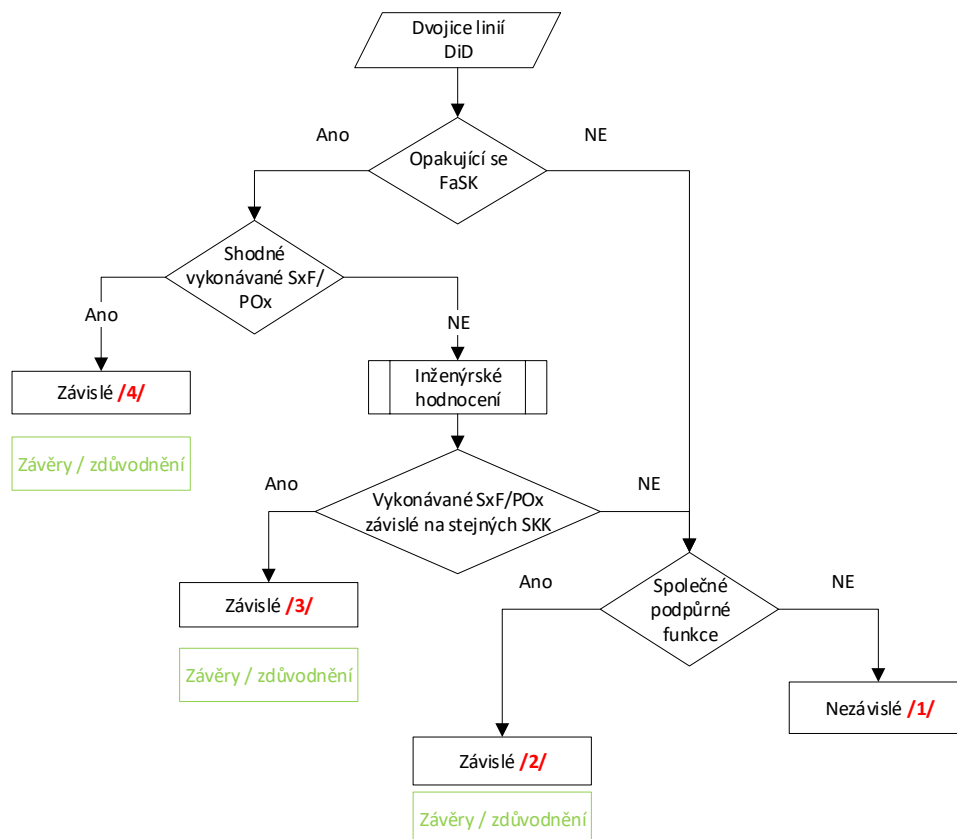 Dvojice linií
DiD
Ano
NE
Opakující se
FaSK
Shodné
vykonávané SxF/
POx
Ano
NE
Závislé /4/
Inženýrské
hodnocení
Závěry / zdůvodnění
Ano
NE
Vykonávané SxF/POx
závislé na stejných SKK
Závislé /3/
Ano
NE
Společné
podpůrné
funkce
Závěry / zdůvodnění
Nezávislé /1/
Závislé /2/
Závěry / zdůvodnění